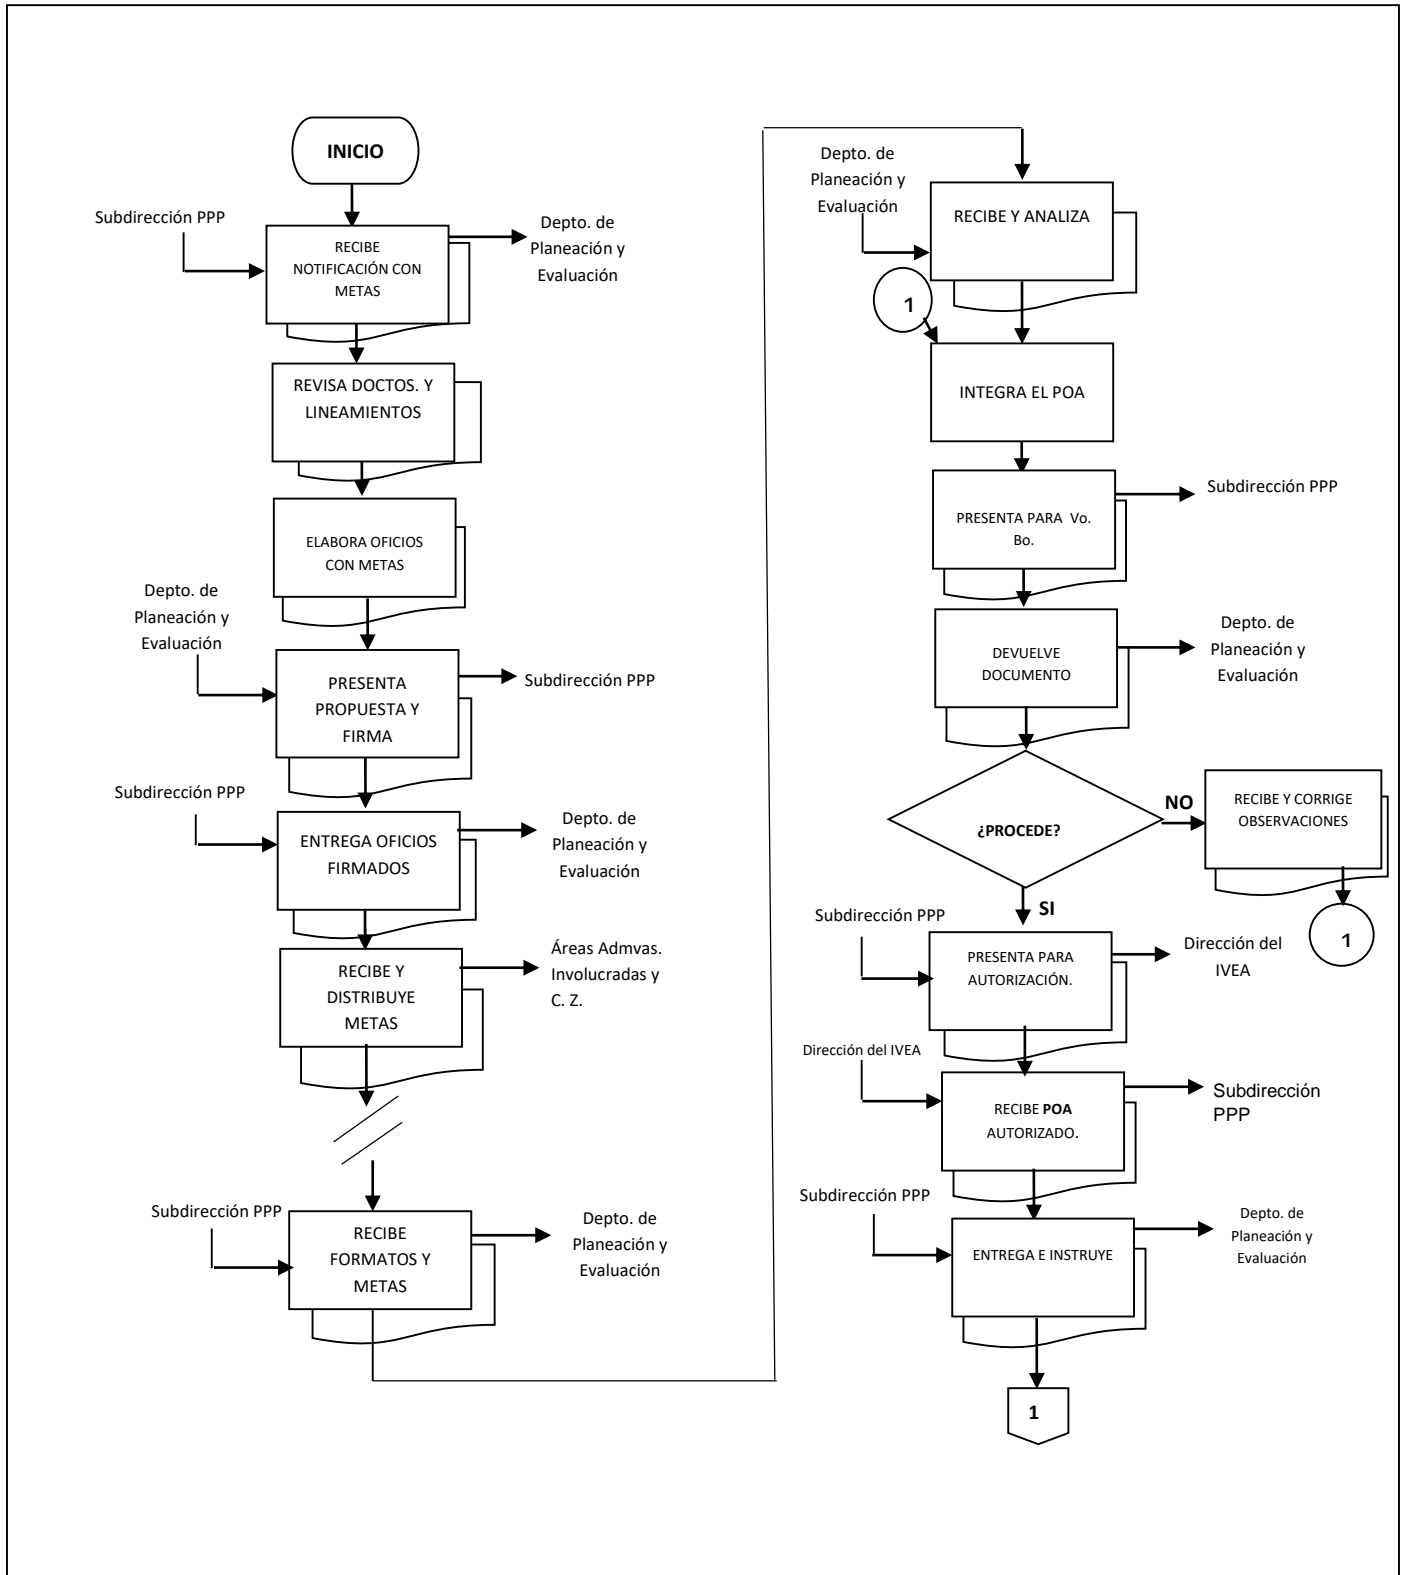 INICIO
Subdirección PPP
RECIBE
NOTIFICACIÓN CON
METAS
Depto. de
Planeación y
Evaluación
REVISA DOCTOS. Y
LINEAMIENTOS
ELABORA OFICIOS
CON METAS
Depto. de
Planeación y
Evaluación
PRESENTA
PROPUESTA Y
FIRMA
Subdirección PPP
Subdirección PPP
ENTREGA OFICIOS
FIRMADOS
Depto. de
Planeación y
Evaluación
RECIBE Y
DISTRIBUYE
METAS
Áreas Admvas.
Involucradas y
C. Z.
Subdirección PPP
RECIBE
FORMATOS Y
METAS
Depto. de
Planeación y
Evaluación
Depto. de
Planeación y
Evaluación
RECIBE Y ANALIZA
1
INTEGRA EL POA
PRESENTA PARA Vo.
Bo.
Subdirección PPP
DEVUELVE
DOCUMENTO
Depto. de
Planeación y
Evaluación
¿PROCEDE?
NO
RECIBE Y CORRIGE
OBSERVACIONES
1
SI
Subdirección PPP
PRESENTA PARA
AUTORIZACIÓN.
Dirección del
IVEA
Dirección del IVEA
RECIBE POA
AUTORIZADO.
Subdirección
PPP
Subdirección PPP
ENTREGA E INSTRUYE
Depto. de
Planeación y
Evaluación
1